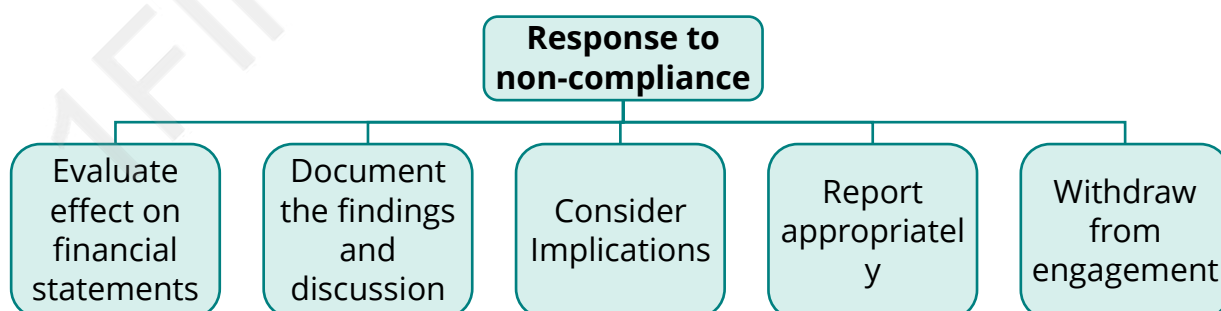 Response to
non-compliance
Evaluate
effect on
financial
statements
Document
the findings
and
discussion
Consider
Implications
Report
appropriatel
y
Withdraw
from
engagement